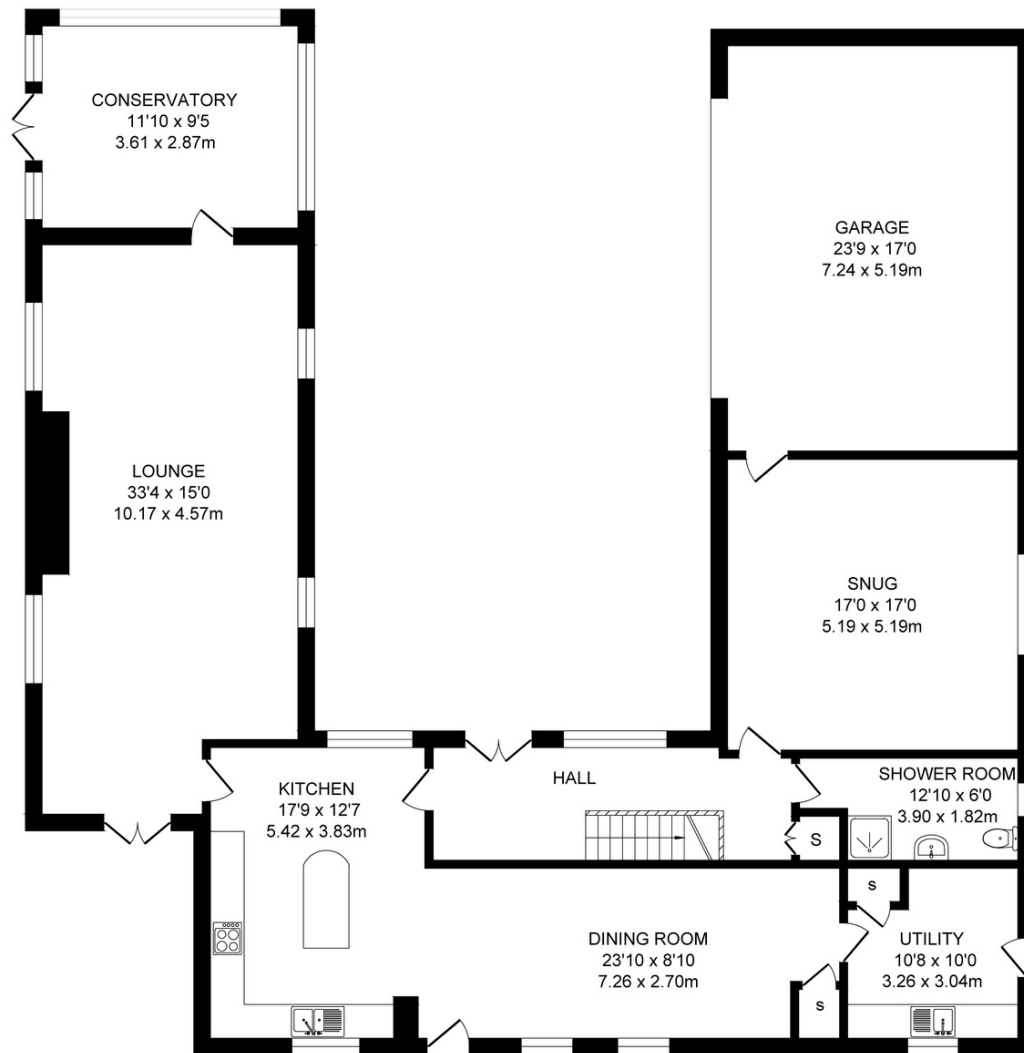 CONSERVATORY
11'10 x 9'5
3.61 x 2.87m
GARAGE
23'9 x 17'0
7.24 x 5.19m
LOUNGE
33'4 x 15'0
10.17 x 4.57m
SNUG
17'0 x 17'0
5.19 x 5.19m
KITCHEN
17'9 x 12'7
5.42 x 3.83m
HALL
SHOWER ROOM
12'10 x 6'0
3.90 x 1.82m
S
s
DINING ROOM
23'10 x 8'10
7.26 x 2.70m
UTILITY
10'8 x 10'0
3.26 x 3.04m
s